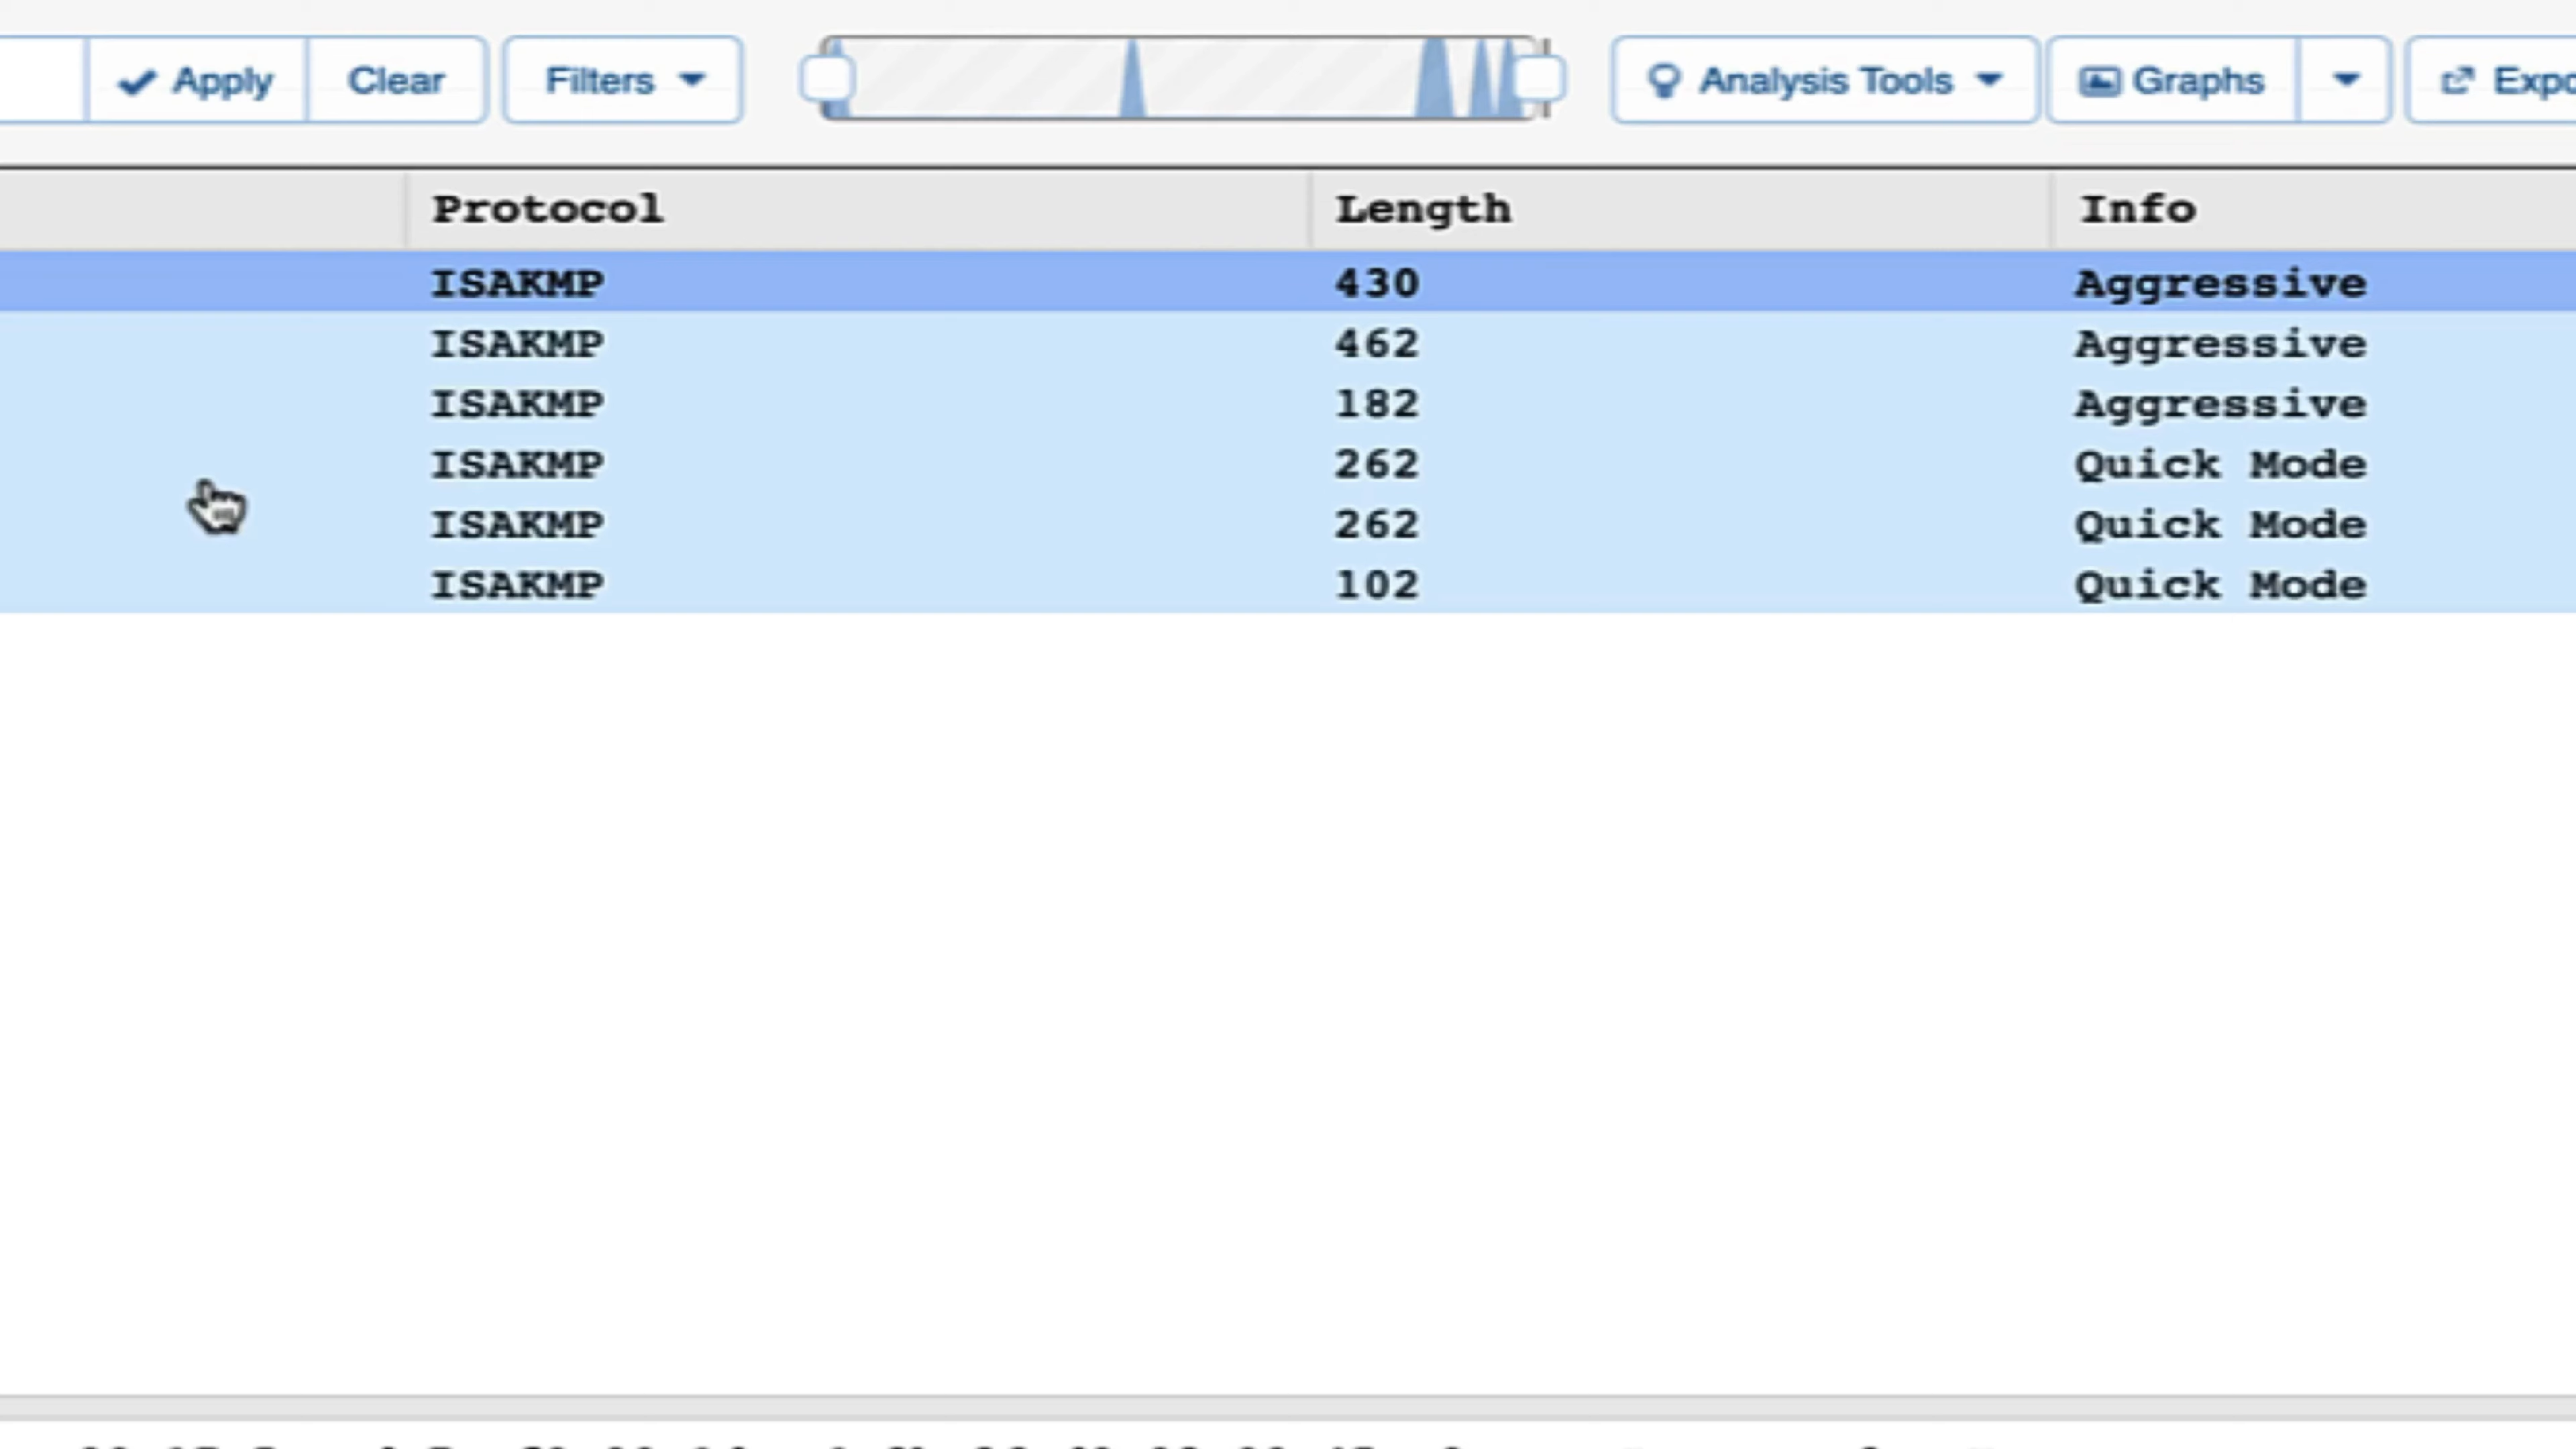 Apply Clear Filters Analysis Tools Graphs
Protocol Length Info
ISAKMP 430 Aggressive
ISAKMP 462 Aggressive
ISAKMP 182 Aggressive
ISAKMP 262 Quick Mode
ISAKMP 262 Quick Mode
ISAKMP 102 Quick Mode